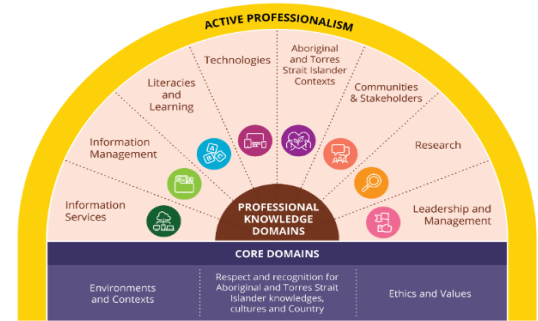 ACTIVE PROFESSIONALISM
Information
Services
Information
Management
Literacies
and
Learning
Technologies
Aboriginal
and Torres
Strait Islander
Contexts
Communities
& Stakeholders
Research
Leadership and
Management
A
B
C
PROFESSIONAL
KNOWLEDGE
DOMAINS
CORE DOMAINS
Environments
and Contexts
Respect and recognition for
Aboriginal and Torres Strait
Islander knowledges,
cultures and Country
Ethics and Values